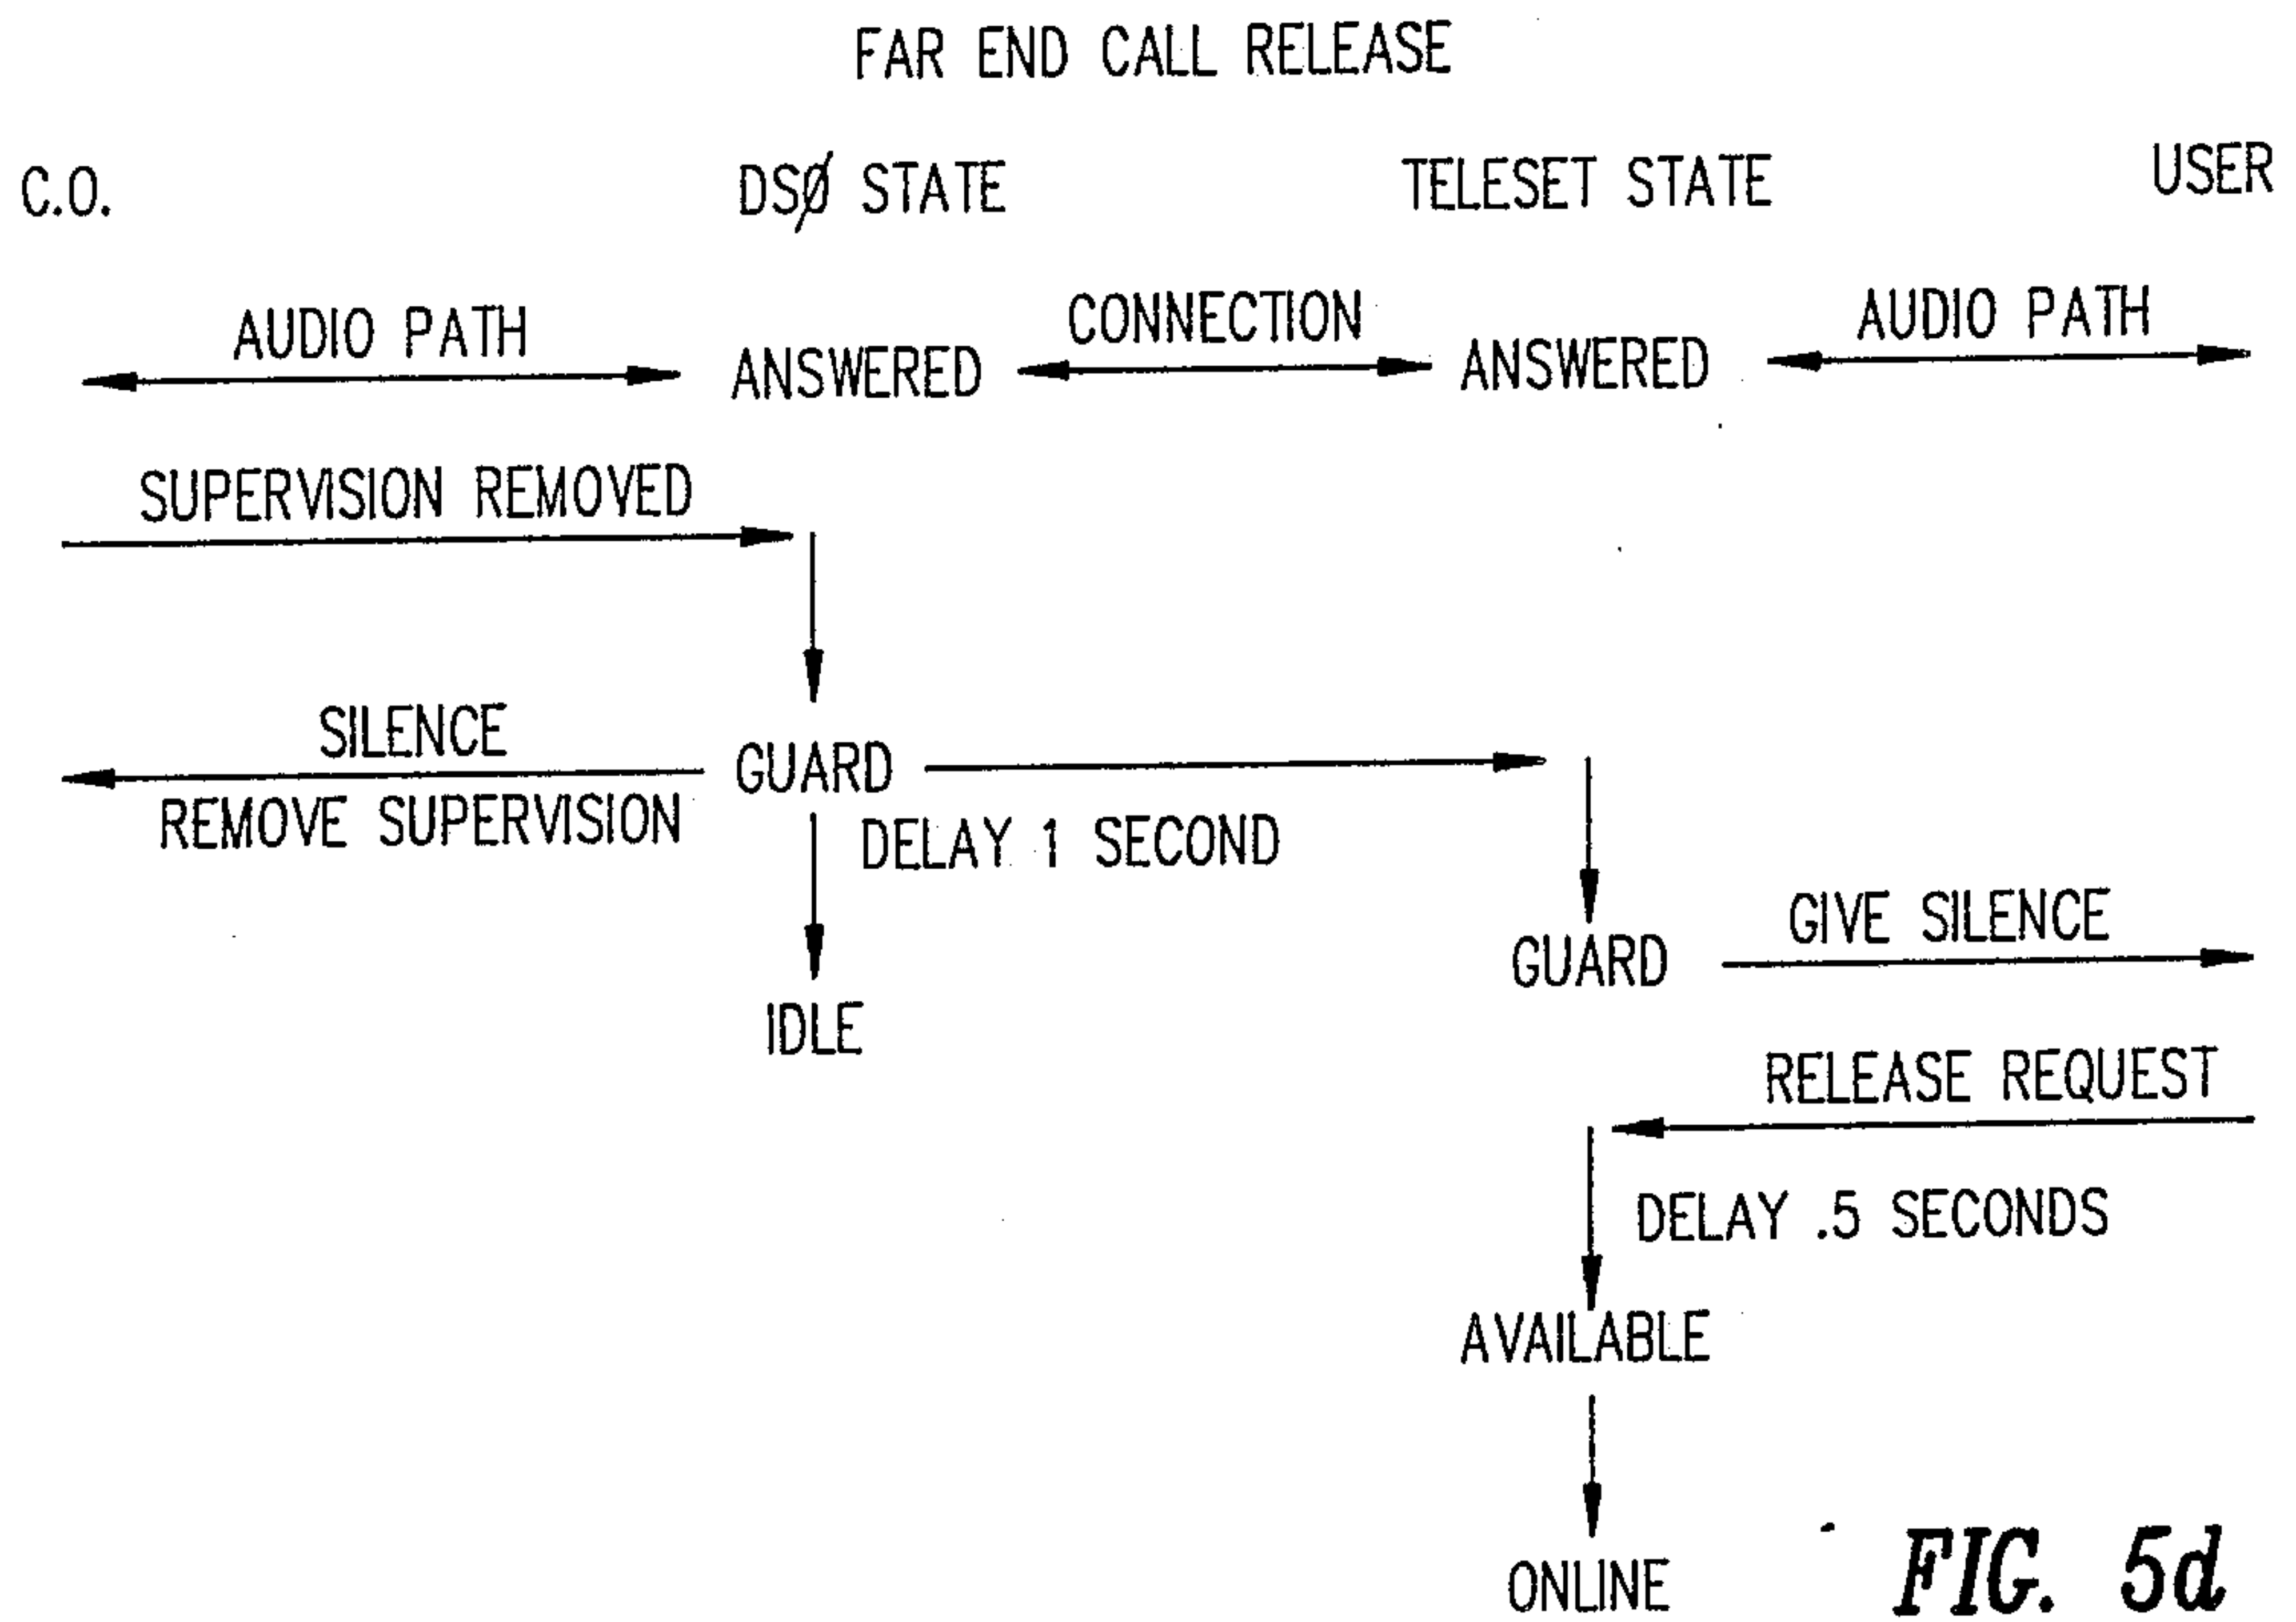 FAR END CALL RELEASE
C.O.
DSØ STATE
TELESET STATE
USER
AUDIO PATH
ANSWERED
CONNECTION
ANSWERED
AUDIO PATH
SUPERVISION REMOVED
SILENCE
REMOVE SUPERVISION
GUARD
DELAY 1 SECOND
GUARD
GIVE SILENCE
IDLE
RELEASE REQUEST
DELAY .5 SECONDS
AVAILABLE
ONLINE
FIG. 5d